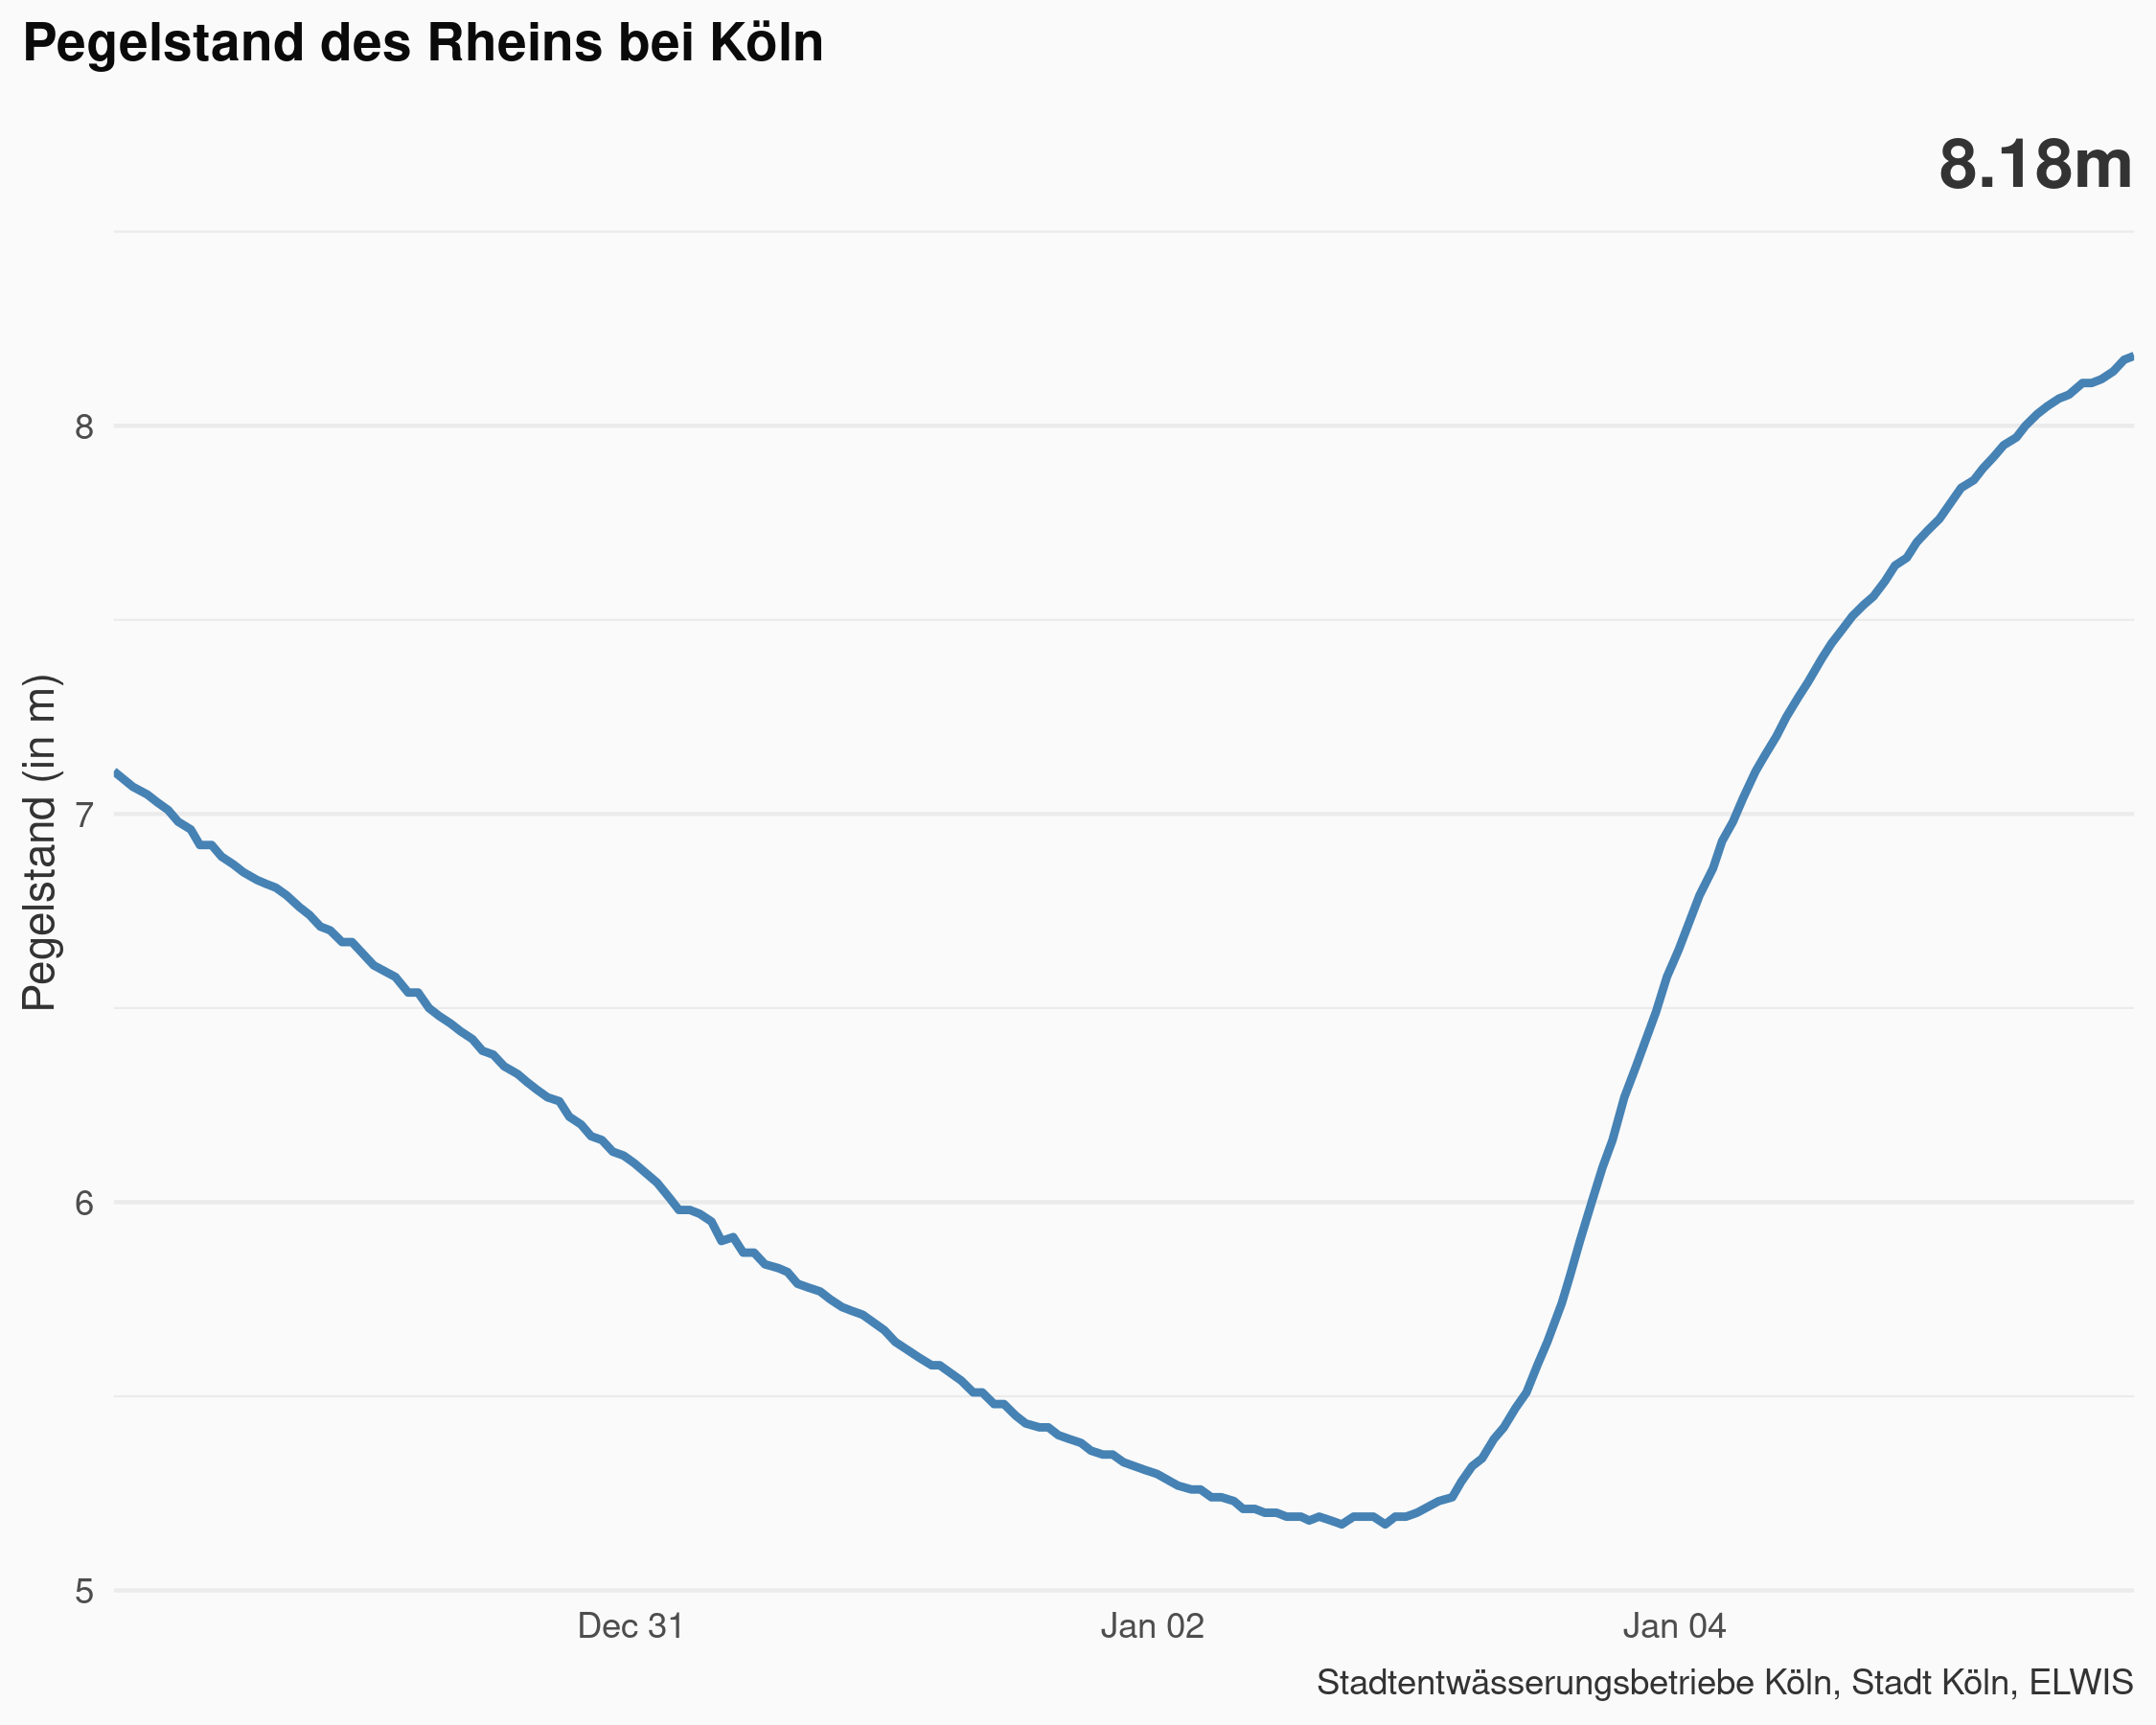 Pegelstand des Rheins bei Köln
8.18m
Pegelstand (in m)
8
7
6
5
Dec 31
Jan 02
Jan 04
Stadtentwässerungsbetriebe Köln, Stadt Köln, ELWIS